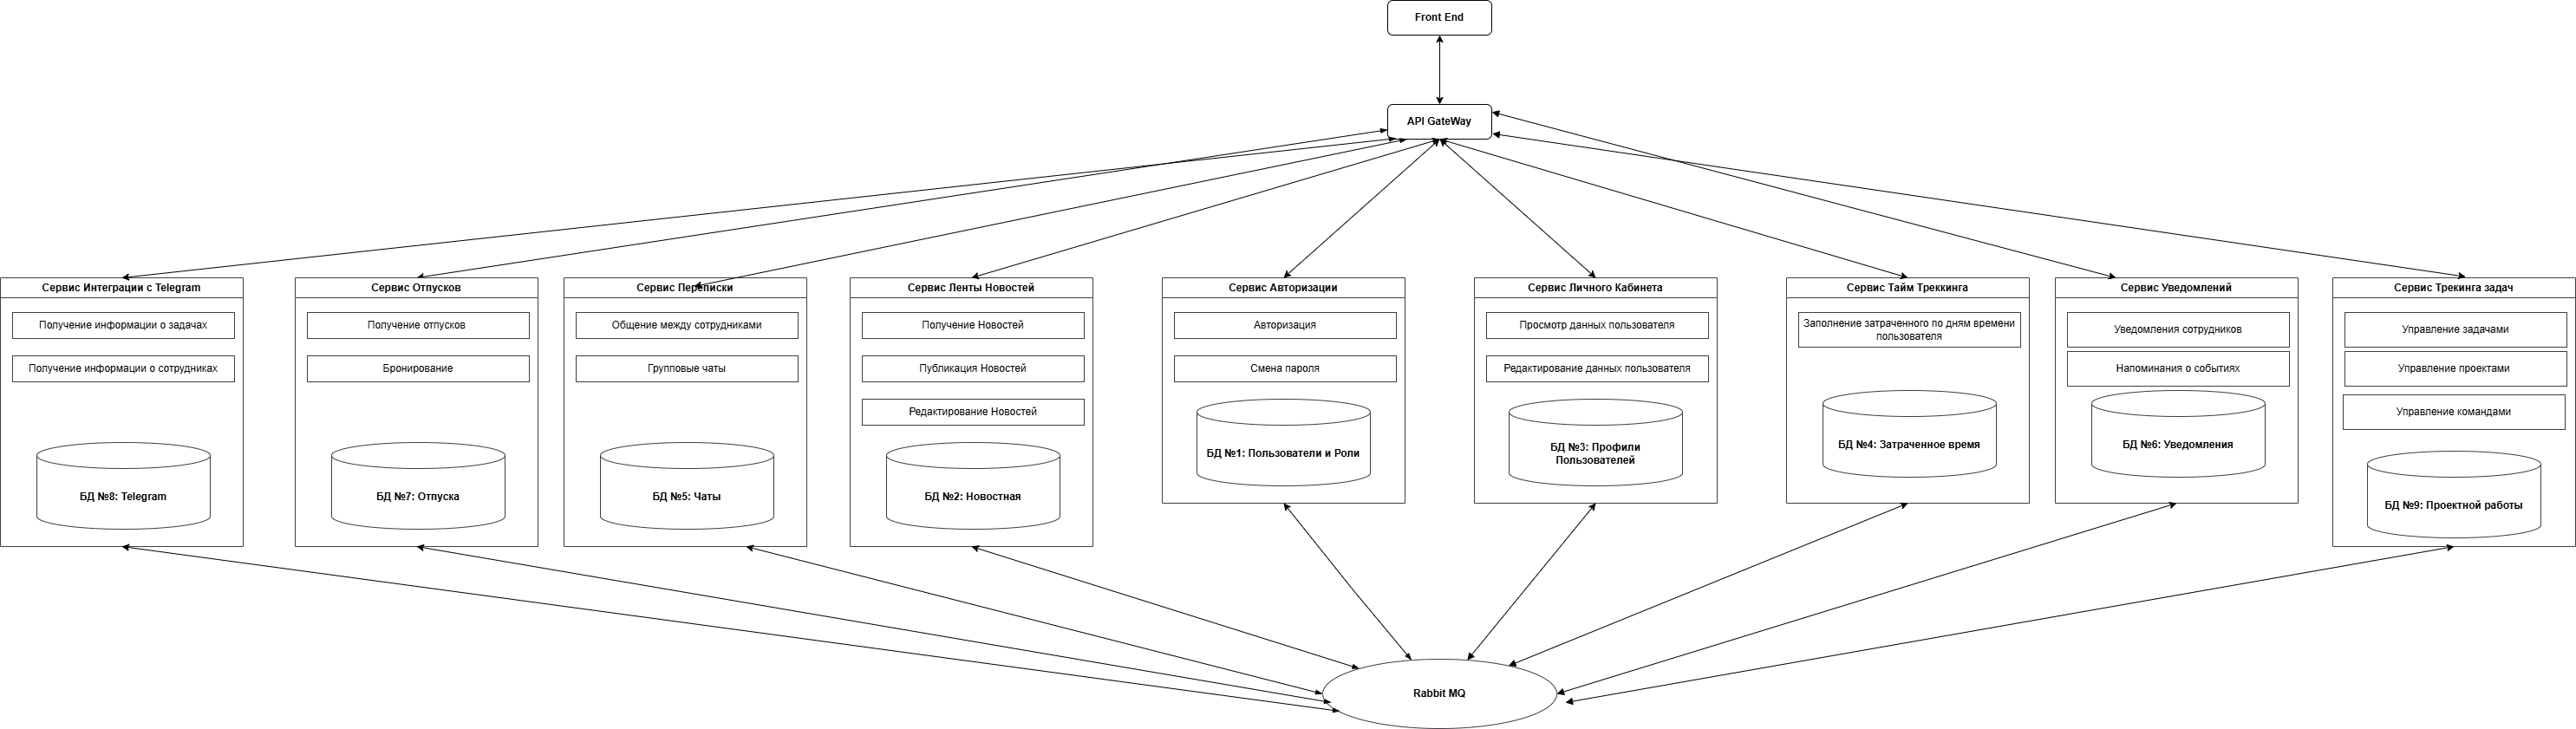 Front End
API GateWay
Сервис Интеграции с Telegram
Получение информации о задачах
Получение информации о сотрудниках
БД №8: Telegram
Сервис Отпусков
Получение отпусков
Бронирование
БД №7: Отпуска
Сервис Переписки
Общение между сотрудниками
Групповые чаты
БД №5: Чаты
Сервис Ленты Новостей
Получение Новостей
Публикация Новостей
Редактирование Новостей
БД №2: Новостная
Сервис Авторизации
Авторизация
Смена пароля
БД №1: Пользователи и Роли
Сервис Личного Кабинета
Просмотр данных пользователя
Редактирование данных пользователя
БД №3: Профили
Пользователей
Сервис Тайм Треккинга
Заполнение затраченного по дням времени
пользователя
БД №4: Затраченное время
Сервис Уведомлений
Уведомления сотрудников
Напоминания о событиях
БД №6: Уведомления
Сервис Трекинга задач
Управление задачами
Управление проектами
Управление командами
БД №9: Проектной работы
Rabbit MQ